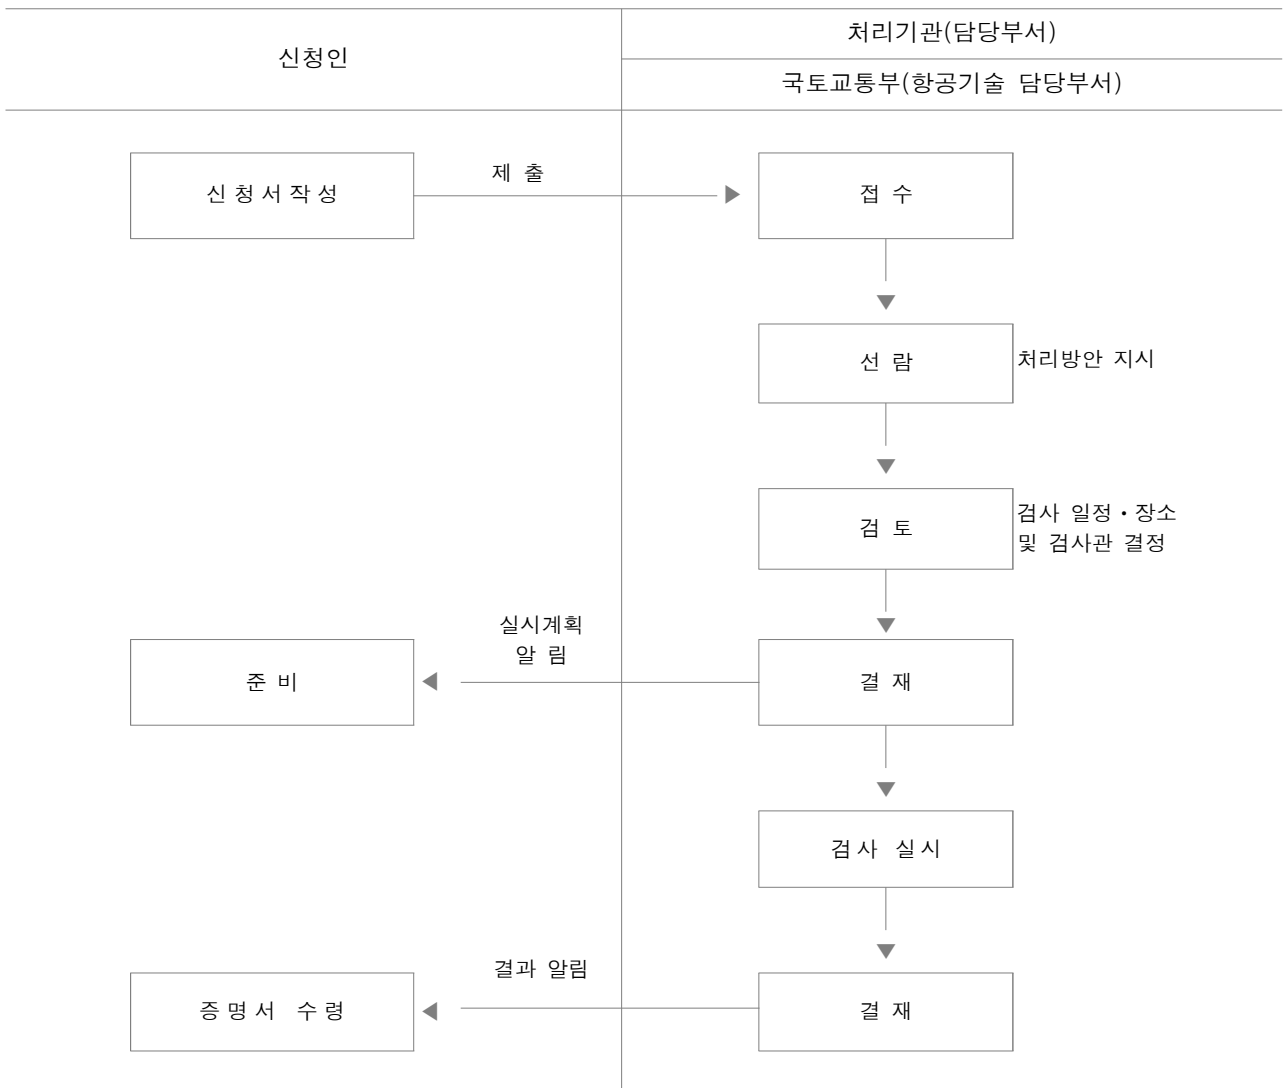 신청인
처리기관(담당부서)
국토교통부(항공기술 담당부서)
신청서작성
제 출
접 수
선 람
처리방안 지시
검 토
검사 일정・장소
및 검사관 결정
실시계획
알 림
준 비
결 재
검사 실시
결과 알림
증명서 수령
결 재